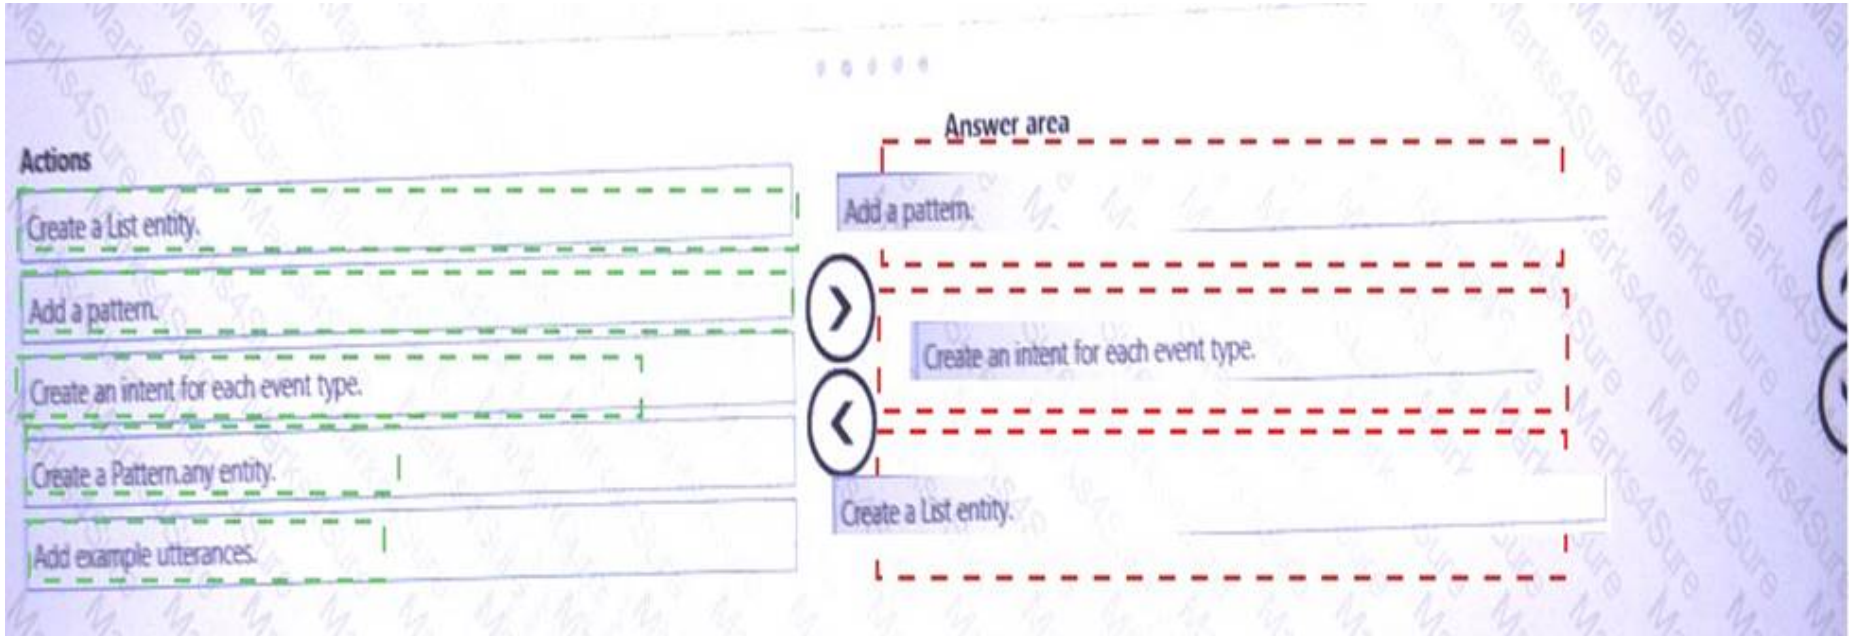 Actions
Create a List entity.
Add a pattern.
Create an intent for each event type.
Create a Pattern.any entity.
Add example utterances.
Answer area
Add a pattern.
Create an intent for each event type.
Create a List entity.
Marks4Sure